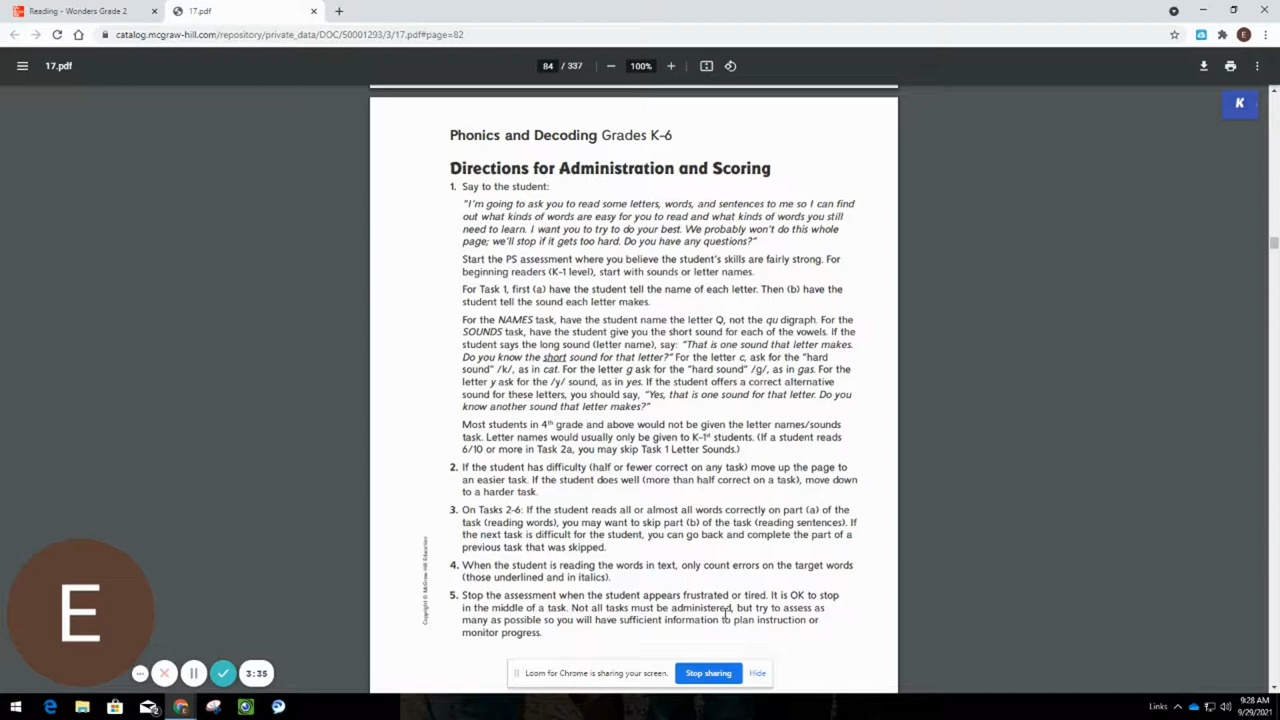 Reading - Wonders Grade 2
17.pdf
catalog.mcgraw-hill.com/repository/private_data/DOC/50001293/3/17.pdf#page=82
E
17.pdf
84 / 337
100%
K
Phonics and Decoding Grades K-6
Directions for Administration and Scoring
1. Say to the student:
"I'm going to ask you to read some letters, words, and sentences to me so I can find
out what kinds of words are easy for you to read and what kinds of words you still
need to learn. I want you to try to do your best. We probably won't do this whole
page; we'll stop if it gets too hard. Do you have any questions?"
Start the PS assessment where you believe the student's skills are fairly strong. For
beginning readers (K-1 level), start with sounds or letter names.
For Task 1, first (a) have the student tell the name of each letter. Then (b) have the
student tell the sound each letter makes.
For the NAMES task, have the student name the letter Q, not the qu digraph. For the
SOUNDS task, have the student give you the short sound for each of the vowels. If the
student says the long sound (letter name), say: "That is one sound that letter makes.
Do you know the short sound for that letter?" For the letter c, ask for the "hard
sound" /k/, as in cat. For the letter g ask for the "hard sound" /g/, as in gas. For the
letter y ask for the /y/ sound, as in yes. If the student offers a correct alternative
sound for these letters, you should say, "Yes, that is one sound for that letter. Do you
know another sound that letter makes?"
Most students in 4th grade and above would not be given the letter names/sounds
task. Letter names would usually only be given to K-1st students. (If a student reads
6/10 or more in Task 2a, you may skip Task 1 Letter Sounds.)
2. If the student has difficulty (half or fewer correct on any task) move up the page to
an easier task. If the student does well (more than half correct on a task), move down
to a harder task.
3. On Tasks 2-6: If the student reads all or almost all words correctly on part (a) of the
task (reading words), you may want to skip part (b) of the task (reading sentences). If
the next task is difficult for the student, you can go back and complete the part of a
previous task that was skipped.
4. When the student is reading the words in text, only count errors on the target words
(those underlined and in italics).
5. Stop the assessment when the student appears frustrated or tired. It is OK to stop
in the middle of a task. Not all tasks must be administered, but try to assess as
many as possible so you will have sufficient information to plan instruction or
monitor progress.
Copyright © McGraw-Hill Education
E
3:35
Loom for Chrome is sharing your screen.
Stop sharing
Hide
Links
9:28 AM
9/29/2021